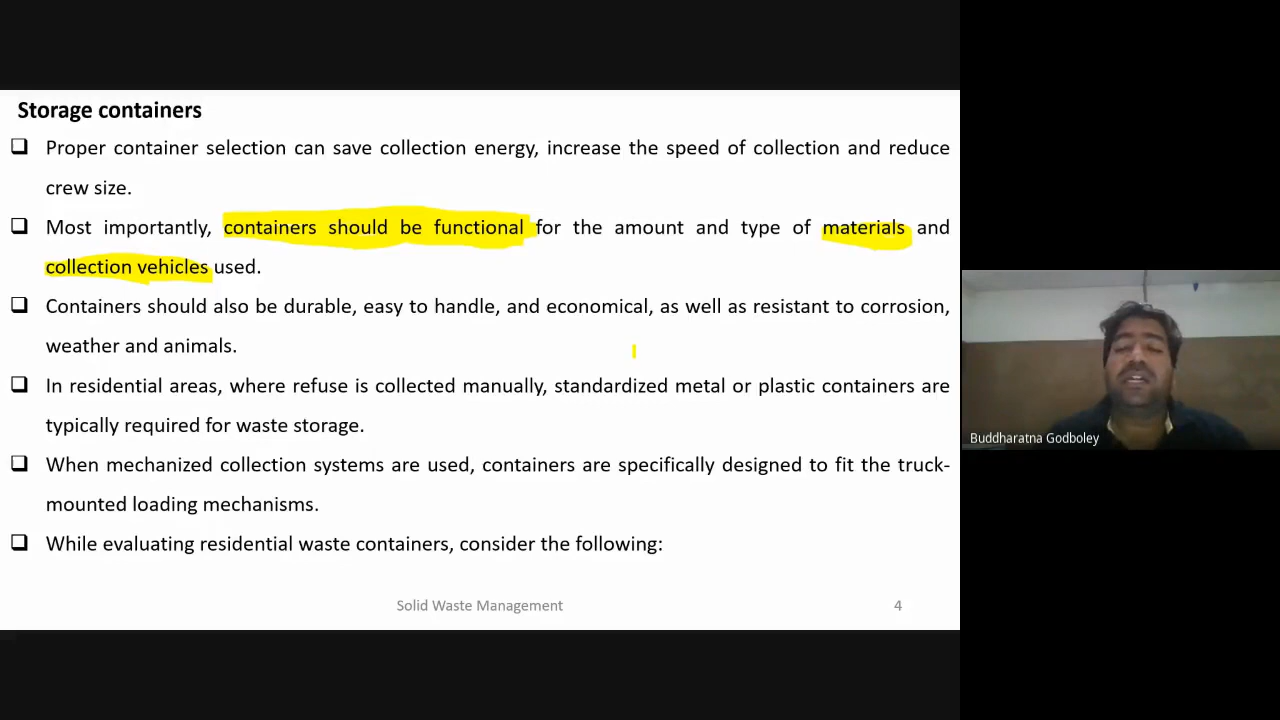 Storage containers
❑ Proper container selection can save collection energy, increase the speed of collection and reduce
crew size.
❑ Most importantly, containers should be functional for the amount and type of materials and
collection vehicles used.
❑ Containers should also be durable, easy to handle, and economical, as well as resistant to corrosion,
weather and animals.
❑ In residential areas, where refuse is collected manually, standardized metal or plastic containers are
typically required for waste storage.
❑ When mechanized collection systems are used, containers are specifically designed to fit the truck-
mounted loading mechanisms.
❑ While evaluating residential waste containers, consider the following:
Solid Waste Management 4
Buddharatna Godboley